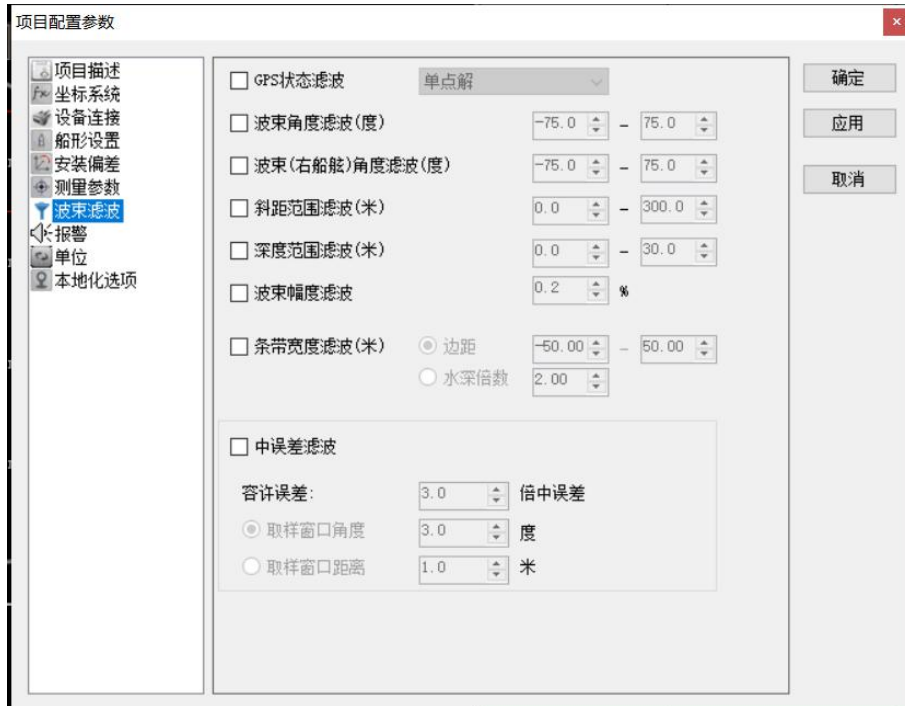 项目配置参数
项目描述
坐标系统
设备连接
船形设置
安装偏差
测量参数
波束滤波
报警
单位
本地化选项
GPS状态滤波 单点解
波束角度滤波(度) -75.0 - 75.0
波束(右船舷)角度滤波(度) -75.0 - 75.0
斜距范围滤波(米) 0.0 - 300.0
深度范围滤波(米) 0.0 - 30.0
波束幅度滤波 0.2 %
条带宽度滤波(米) 边距 -50.00 - 50.00
水深倍数 2.00
中误差滤波
容许误差: 3.0 倍中误差
取样窗口角度 3.0 度
取样窗口距离 1.0 米
确定
应用
取消